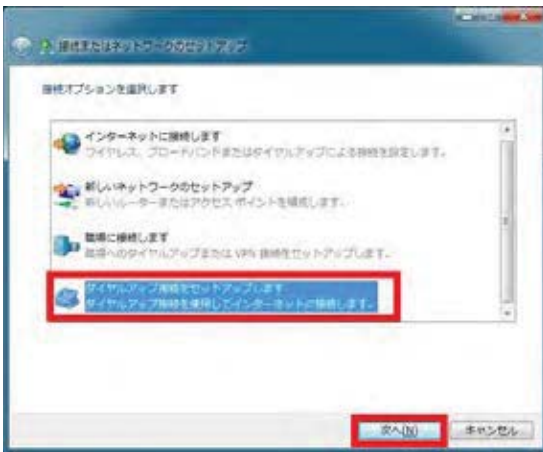 接続またはネットワークのセットアップ
接続オプションを選択します
インターネットに接続します
ワイヤレス、ブロードバンドまたはダイヤルアップによる接続を設定します。
新しいネットワークのセットアップ
新しいルーターまたはアクセス ポイントを構成します。
職場に接続します
職場へのダイヤルアップまたは VPN 接続をセットアップします。
ダイヤルアップ接続をセットアップします
ダイヤルアップ接続を使用してインターネットに接続します。
次へ(N)
キャンセル